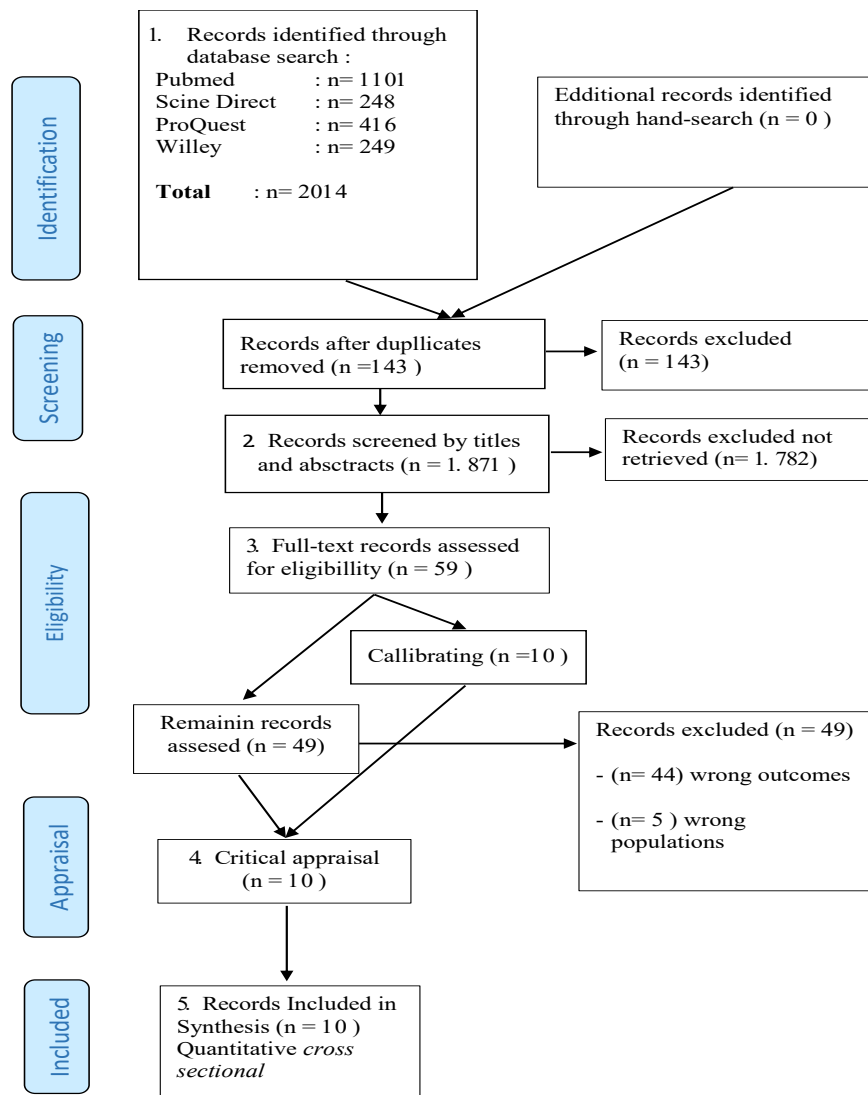 Identification
1. Records identified through
database search :
Pubmed : n= 1101
Scine Direct : n= 248
ProQuest : n= 416
Willey : n= 249
Total : n= 2014
Edditional records identified
through hand-search (n = 0 )
Screening
Records after dupllicates
removed (n =143 )
Records excluded
(n = 143)
2. Records screened by titles
and absctracts (n = 1. 871 )
Records excluded not
retrieved (n= 1. 782)
Eligibility
3. Full-text records assessed
for eligibillity (n = 59 )
Callibrating (n =10 )
Remainin records
assesed (n = 49)
Records excluded (n = 49)
- (n= 44) wrong outcomes
- (n= 5 ) wrong
populations
Appraisal
4. Critical appraisal
(n = 10 )
Included
5. Records Included in
Synthesis (n = 10 )
Quantitative cross
sectional